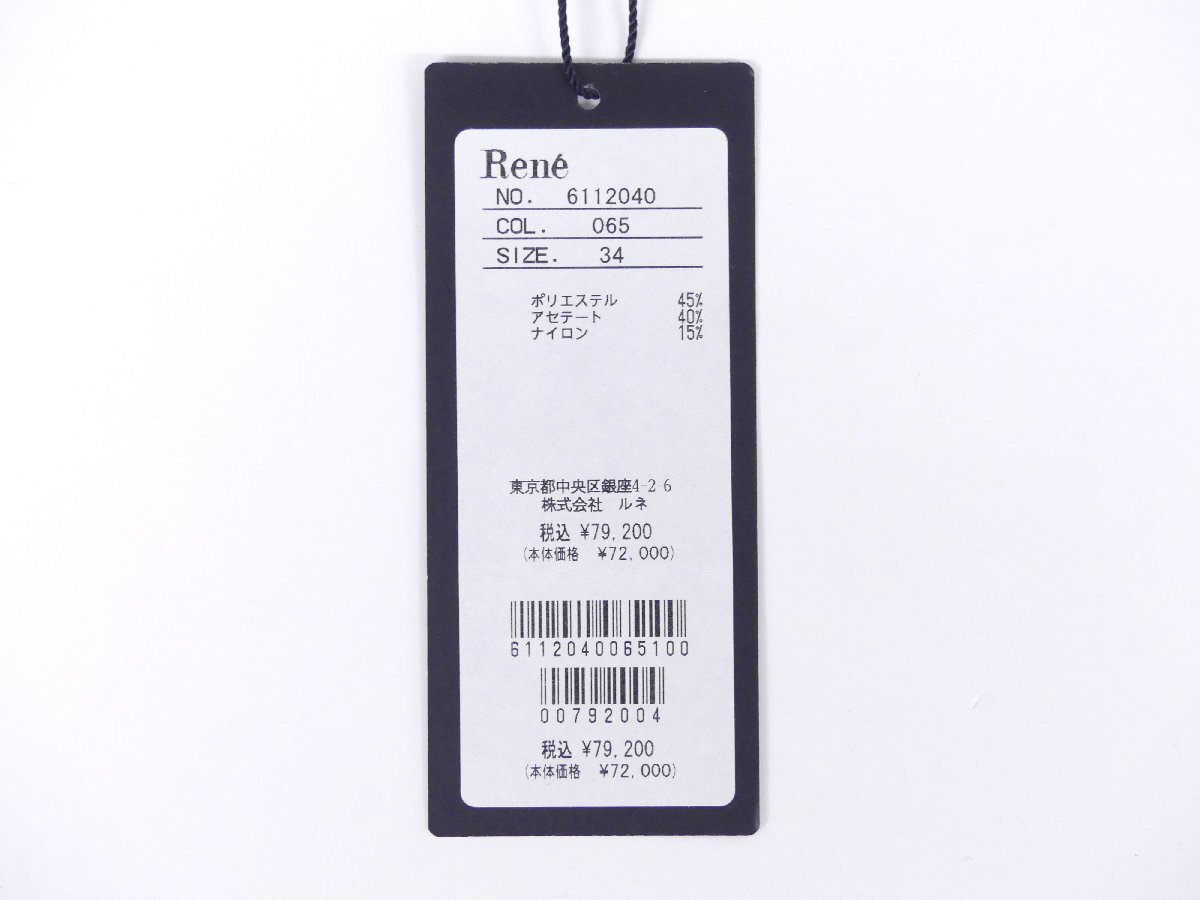 René
NO. 6112040
COL. 065
SIZE. 34
ポリエステル 45%
アセテート 40%
ナイロン 15%
東京都中央区銀座4-2-6
株式会社 ルネ
税込 ¥79,200
(本体価格 ¥72,000)
6112040065100
00792004
税込 ¥79,200
(本体価格 ¥72,000)